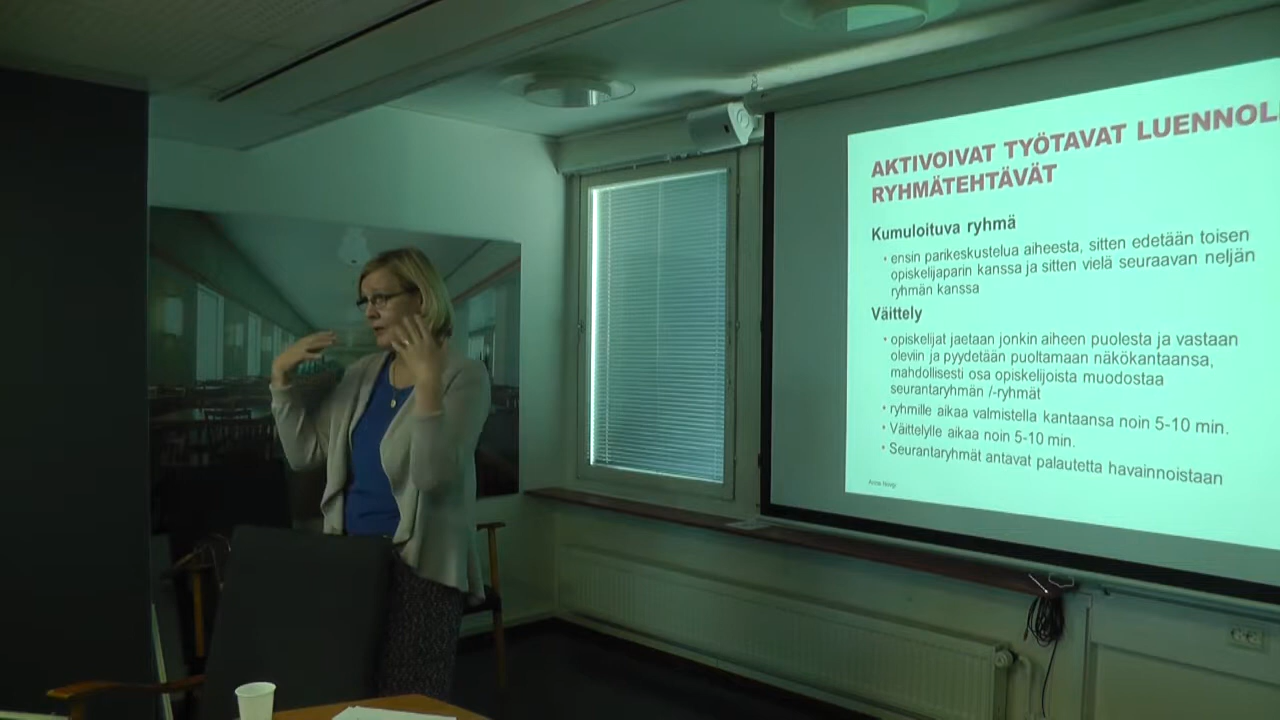 AKTIVOIVAT TYÖTAVAT LUENNOL
RYHMÄTEHTÄVÄT
Kumuloituva ryhmä
• ensin parikeskustelua aiheesta, sitten edetään toisen
opiskelijaparin kanssa ja sitten vielä seuraavan neljän
ryhmän kanssa
Väittely
• opiskelijat jaetaan jonkin aiheen puolesta ja vastaan
oleviin ja pyydetään puoltamaan näkökantaansa,
mahdollisesti osa opiskelijoista muodostaa
seurantaryhmän /-ryhmät
• ryhmille aikaa valmistella kantaansa noin 5-10 min.
• Väittelylle aikaa noin 5-10 min.
• Seurantaryhmät antavat palautetta havainnoistaan